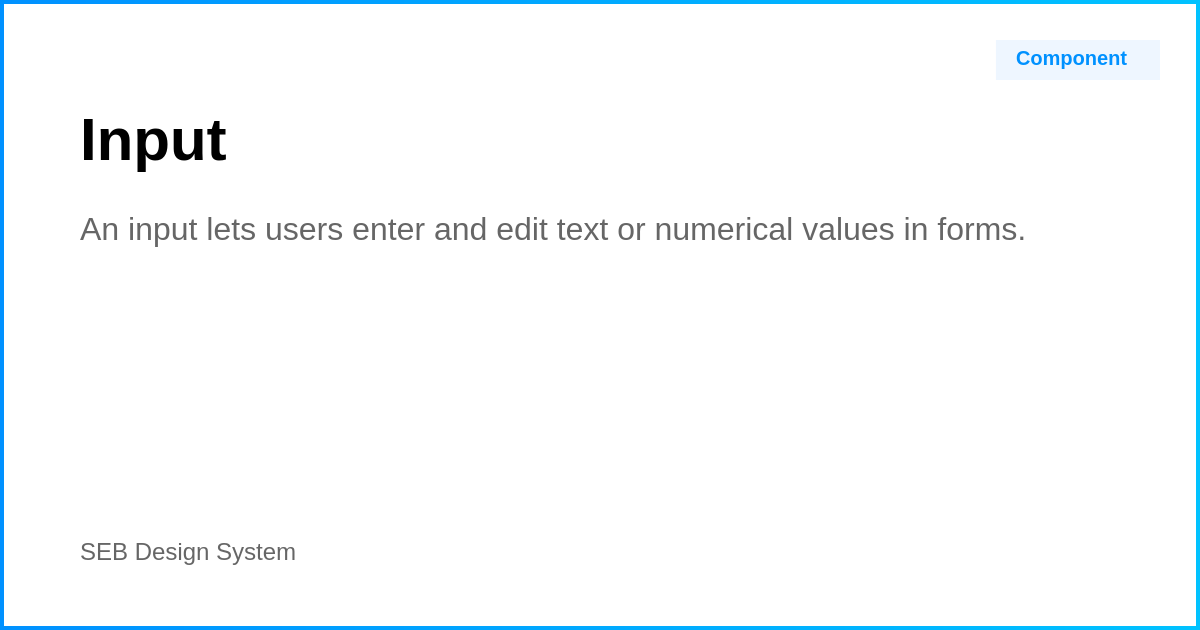 Component
Input
An input lets users enter and edit text or numerical values in forms.
SEB Design System